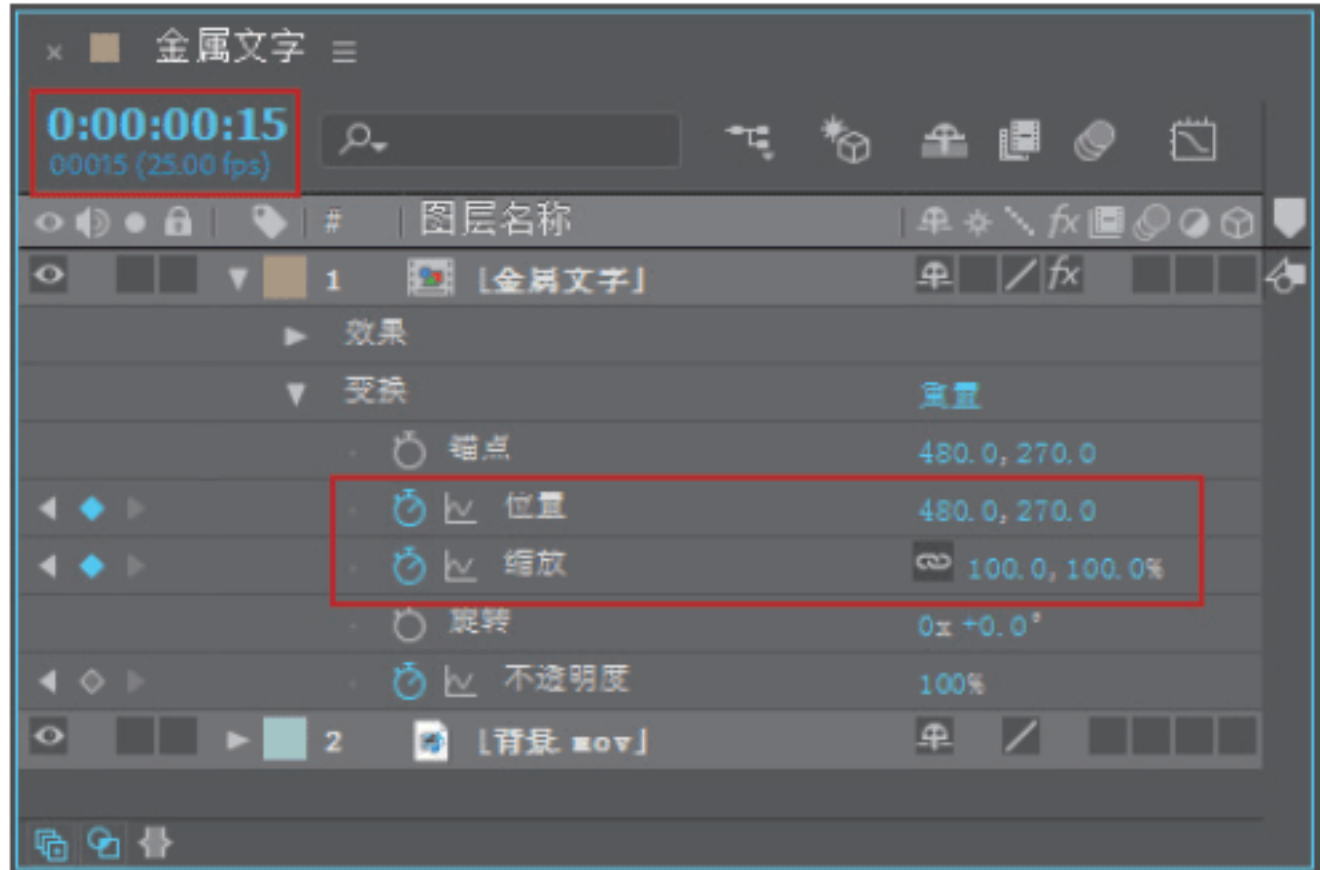 金属文字
0:00:00:15
00015 (25.00 fps)
# 图层名称 fx
1 [金属文字] fx
效果
变换 重置
锚点 480.0, 270.0
位置 480.0, 270.0
缩放 100.0, 100.0%
旋转 0x +0.0°
不透明度 100%
2 [背景.mov]